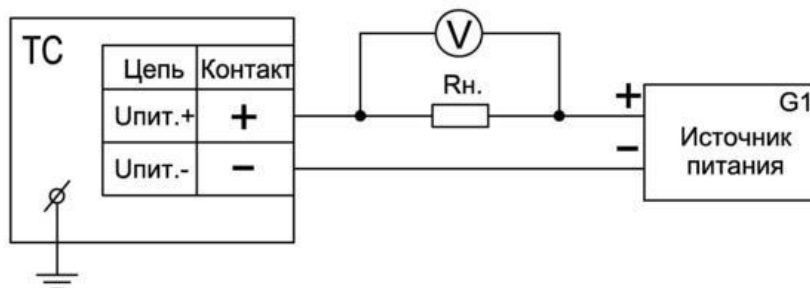 ТС
Цепь Контакт
Uпит.+ +
Uпит.- −
V
Rн.
+
−
G1
Источник
питания